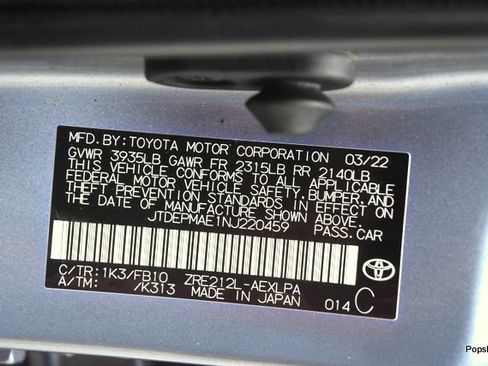 MFD. BY: TOYOTA MOTOR CORPORATION 03/22
GVWR 3935LB GAWR FR 2315LB RR 2140LB
THIS VEHICLE CONFORMS TO ALL APPLICABLE
FEDERAL MOTOR VEHICLE SAFETY, BUMPER, AND
THEFT PREVENTION STANDARDS IN EFFECT ON
THE DATE OF MANUFACTURE SHOWN ABOVE.
JTDEPMAE1NJ220459 PASS. CAR
C/TR: 1K3/FB10 ZRE212L-AEXLPA
A/TM: /K313 MADE IN JAPAN
TOYOTA
014 C